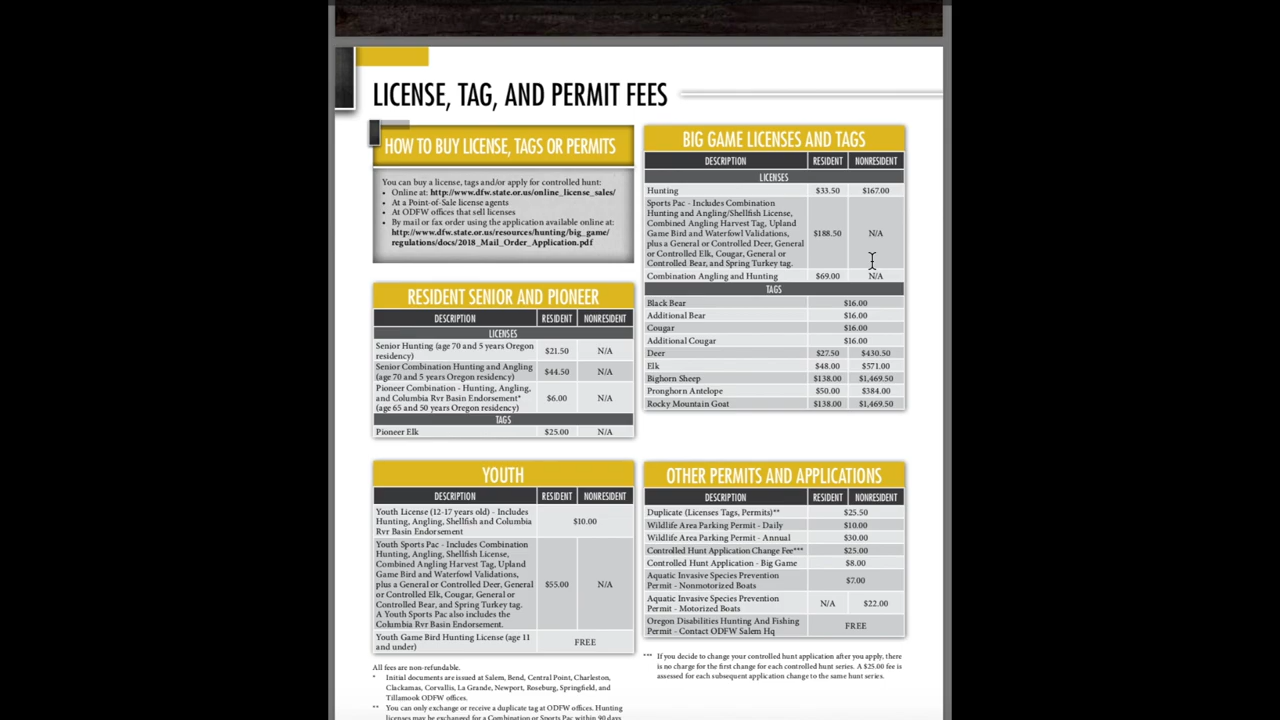 LICENSE, TAG, AND PERMIT FEES
HOW TO BUY LICENSE, TAGS OR PERMITS
You can buy a license, tags and/or apply for controlled hunt:
• Online at: http://www.dfw.state.or.us/online_license_sales/
• At a Point-of-Sale license agents
• At ODFW offices that sell licenses
• By mail or fax order using the application available online at:
http://www.dfw.state.or.us/resources/hunting/big_game/
regulations/docs/2018_Mail_Order_Application.pdf
RESIDENT SENIOR AND PIONEER
DESCRIPTION RESIDENT NONRESIDENT
LICENSES
Senior Hunting (age 70 and 5 years Oregon
residency) $21.50 N/A
Senior Combination Hunting and Angling
(age 70 and 5 years Oregon residency) $44.50 N/A
Pioneer Combination - Hunting, Angling,
and Columbia Rvr Basin Endorsement* $6.00 N/A
(age 65 and 50 years Oregon residency)
TAGS
Pioneer Elk $25.00 N/A
YOUTH
DESCRIPTION RESIDENT NONRESIDENT
Youth License (12-17 years old) - Includes
Hunting, Angling, Shellfish and Columbia $10.00
Rvr Basin Endorsement
Youth Sports Pac - Includes Combination
Hunting, Angling, Shellfish License,
Combined Angling Harvest Tag, Upland
Game Bird and Waterfowl Validations,
plus a General or Controlled Deer, General $55.00 N/A
or Controlled Elk, Cougar, General or
Controlled Bear, and Spring Turkey tag.
A Youth Sports Pac also includes the
Columbia Rvr Basin Endorsement.
Youth Game Bird Hunting License (age 11
and under) FREE
All fees are non-refundable.
* Initial documents are issued at Salem, Bend, Central Point, Charleston,
Clackamas, Corvallis, La Grande, Newport, Roseburg, Springfield, and
Tillamook ODFW offices.
** You can only exchange or receive a duplicate tag at ODFW offices. Hunting
licenses may be exchanged for a Combination or Sports Pac within 90 days
BIG GAME LICENSES AND TAGS
DESCRIPTION RESIDENT NONRESIDENT
LICENSES
Hunting $33.50 $167.00
Sports Pac - Includes Combination
Hunting and Angling/Shellfish License,
Combined Angling Harvest Tag, Upland
Game Bird and Waterfowl Validations, $188.50 N/A
plus a General or Controlled Deer, General
or Controlled Elk, Cougar, General or
Controlled Bear, and Spring Turkey tag.
Combination Angling and Hunting $69.00 N/A
TAGS
Black Bear $16.00
Additional Bear $16.00
Cougar $16.00
Additional Cougar $16.00
Deer $27.50 $430.50
Elk $48.00 $571.00
Bighorn Sheep $138.00 $1,469.50
Pronghorn Antelope $50.00 $384.00
Rocky Mountain Goat $138.00 $1,469.50
OTHER PERMITS AND APPLICATIONS
DESCRIPTION RESIDENT NONRESIDENT
Duplicate (Licenses Tags, Permits)** $25.50
Wildlife Area Parking Permit - Daily $10.00
Wildlife Area Parking Permit - Annual $30.00
Controlled Hunt Application Change Fee*** $25.00
Controlled Hunt Application - Big Game $8.00
Aquatic Invasive Species Prevention
Permit - Nonmotorized Boats $7.00
Aquatic Invasive Species Prevention
Permit - Motorized Boats N/A $22.00
Oregon Disabilities Hunting And Fishing
Permit - Contact ODFW Salem Hq FREE
*** If you decide to change your controlled hunt application after you apply, there
is no charge for the first change for each controlled hunt series. A $25.00 fee is
assessed for each subsequent application change to the same hunt series.